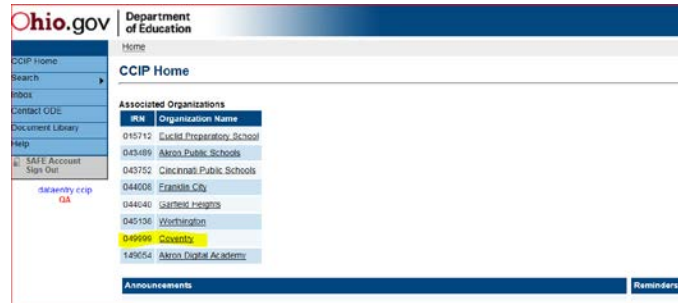 Ohio.gov
Department
of Education
Home
CCIP Home
Search
Inbox
Contact ODE
Document Library
Help
SAFE Account
Sign Out
dataentry ccip
QA
CCIP Home
Associated Organizations
IRN Organization Name
015712 Euclid Preparatory School
043489 Akron Public Schools
043752 Cincinnati Public Schools
044008 Franklin City
044040 Garfield Heights
045138 Worthington
049999 Coventry
149054 Akron Digital Academy
Announcements
Reminders